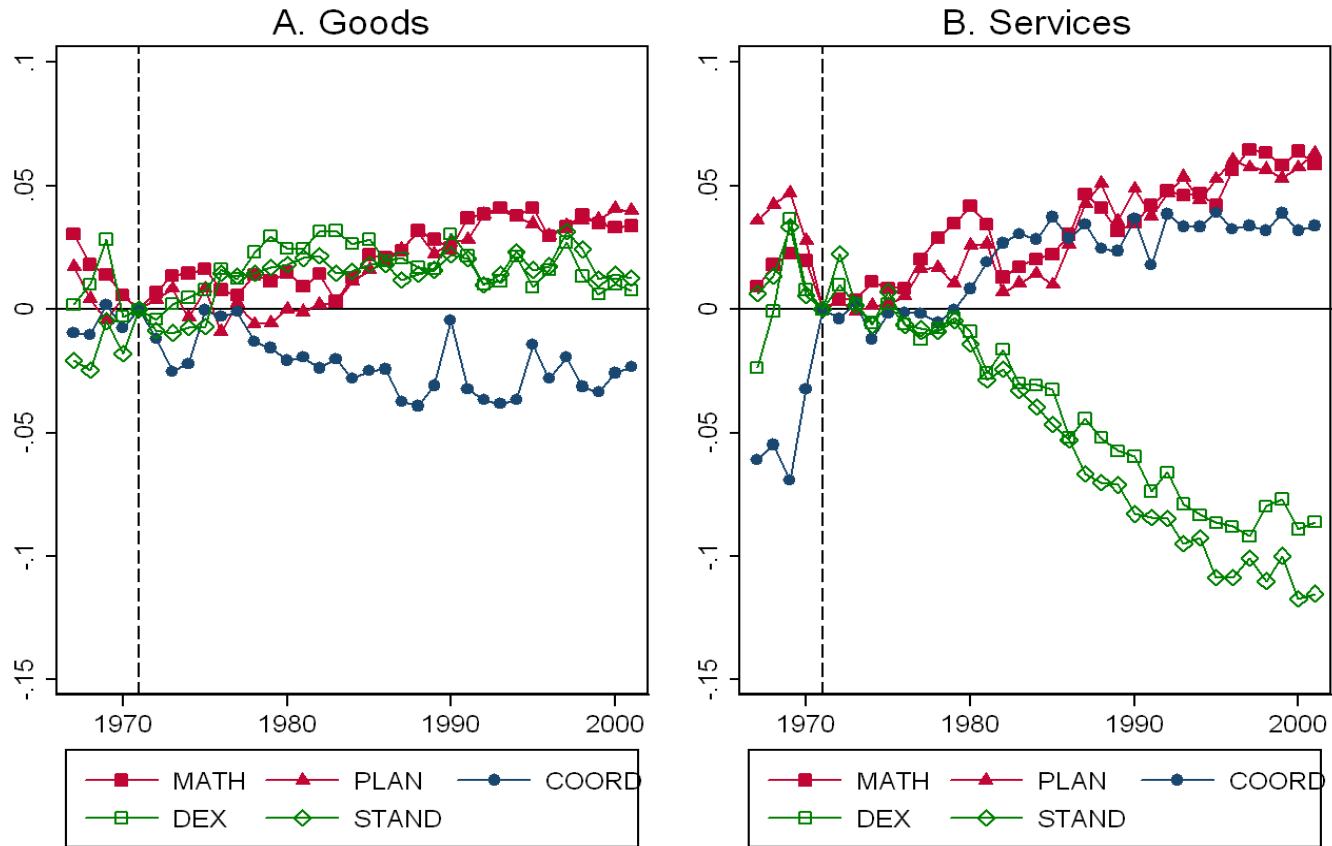 A. Goods
.1
.05
0
-.05
-.1
-.15
1970 1980 1990 2000
MATH PLAN COORD
DEX STAND
B. Services
.1
.05
0
-.05
-.1
-.15
1970 1980 1990 2000
MATH PLAN COORD
DEX STAND